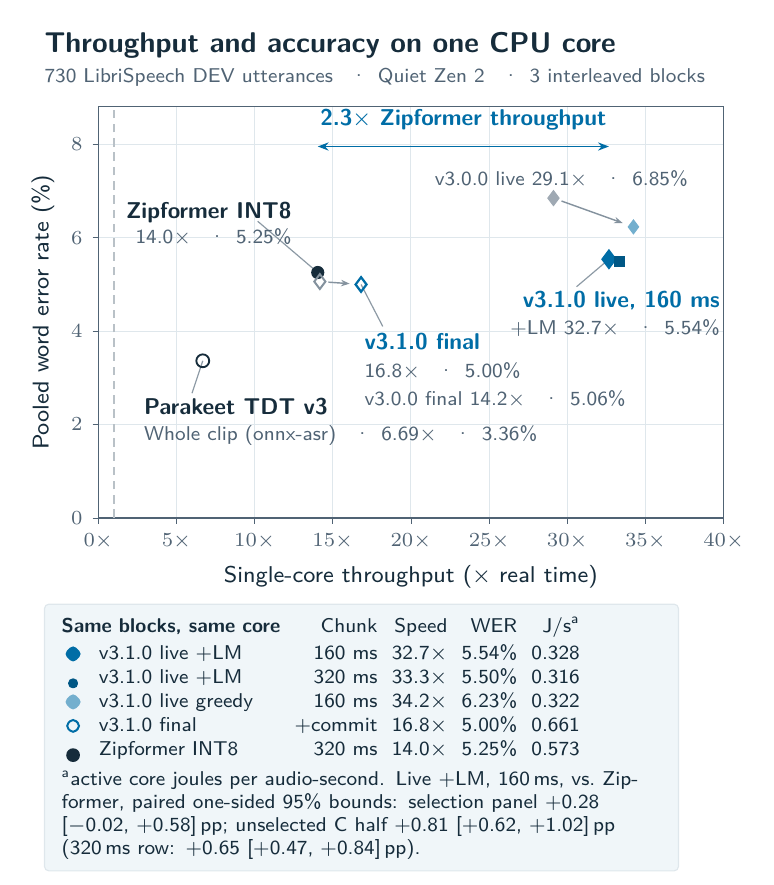 Throughput and accuracy on one CPU core
730 LibriSpeech DEV utterances · Quiet Zen 2 · 3 interleaved blocks
2.3× Zipformer throughput
v3.0.0 live 29.1× · 6.85%
Zipformer INT8
14.0× · 5.25%
v3.1.0 live, 160 ms
+LM 32.7× · 5.54%
v3.1.0 final
16.8× · 5.00%
v3.0.0 final 14.2× · 5.06%
Parakeet TDT v3
Whole clip (onnx-asr) · 6.69× · 3.36%
Pooled word error rate (%)
8
6
4
2
0
0× 5× 10× 15× 20× 25× 30× 35× 40×
Single-core throughput (× real time)
Same blocks, same core Chunk Speed WER J/sᵃ
v3.1.0 live +LM 160 ms 32.7× 5.54% 0.328
v3.1.0 live +LM 320 ms 33.3× 5.50% 0.316
v3.1.0 live greedy 160 ms 34.2× 6.23% 0.322
v3.1.0 final +commit 16.8× 5.00% 0.661
Zipformer INT8 320 ms 14.0× 5.25% 0.573
ᵃactive core joules per audio-second. Live +LM, 160 ms, vs. Zip-
former, paired one-sided 95% bounds: selection panel +0.28
[−0.02, +0.58] pp; unselected C half +0.81 [+0.62, +1.02] pp
(320 ms row: +0.65 [+0.47, +0.84] pp).